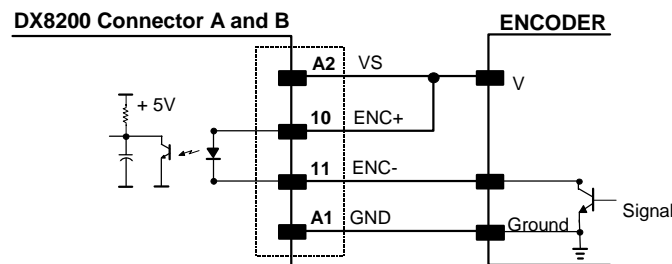 DX8200 Connector A and B
ENCODER
A2 VS
V
+ 5V
10 ENC+
11 ENC-
Signal
A1 GND
Ground